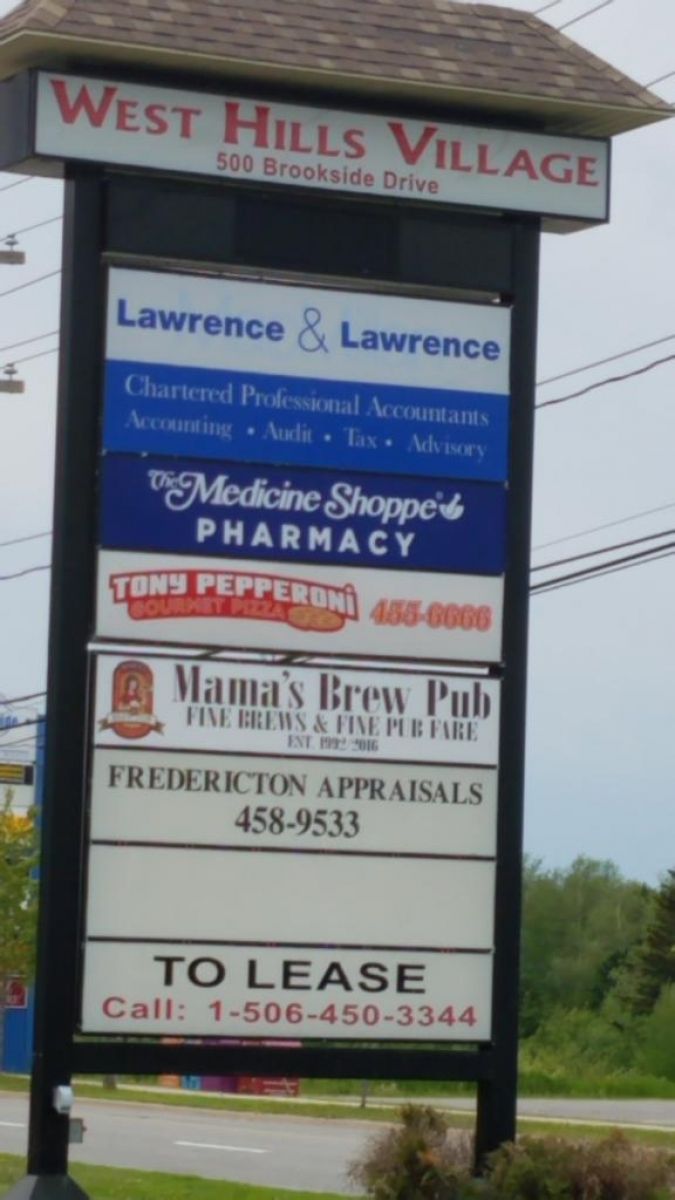 WEST HILLS VILLAGE
500 Brookside Drive
Lawrence & Lawrence
Chartered Professional Accountants
Accounting • Audit • Tax • Advisory
The Medicine Shoppe®
PHARMACY
TONY PEPPERONi
GOURMET PIZZA
455-6666
Mama's Brew Pub
FINE BREWS & FINE PUB FARE
EST. 1992/2016
FREDERICTON APPRAISALS
458-9533
TO LEASE
Call: 1-506-450-3344